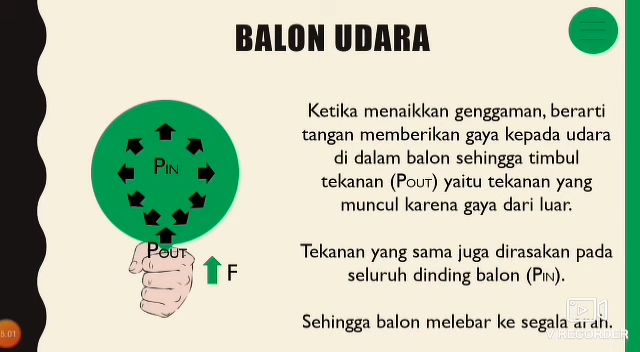 BALON UDARA
Ketika menaikkan genggaman, berarti
tangan memberikan gaya kepada udara
di dalam balon sehingga timbul
tekanan (POUT) yaitu tekanan yang
muncul karena gaya dari luar.
Tekanan yang sama juga dirasakan pada
seluruh dinding balon (PIN).
Sehingga balon melebar ke segala arah.
PIN
POUT
F
V RECORDER